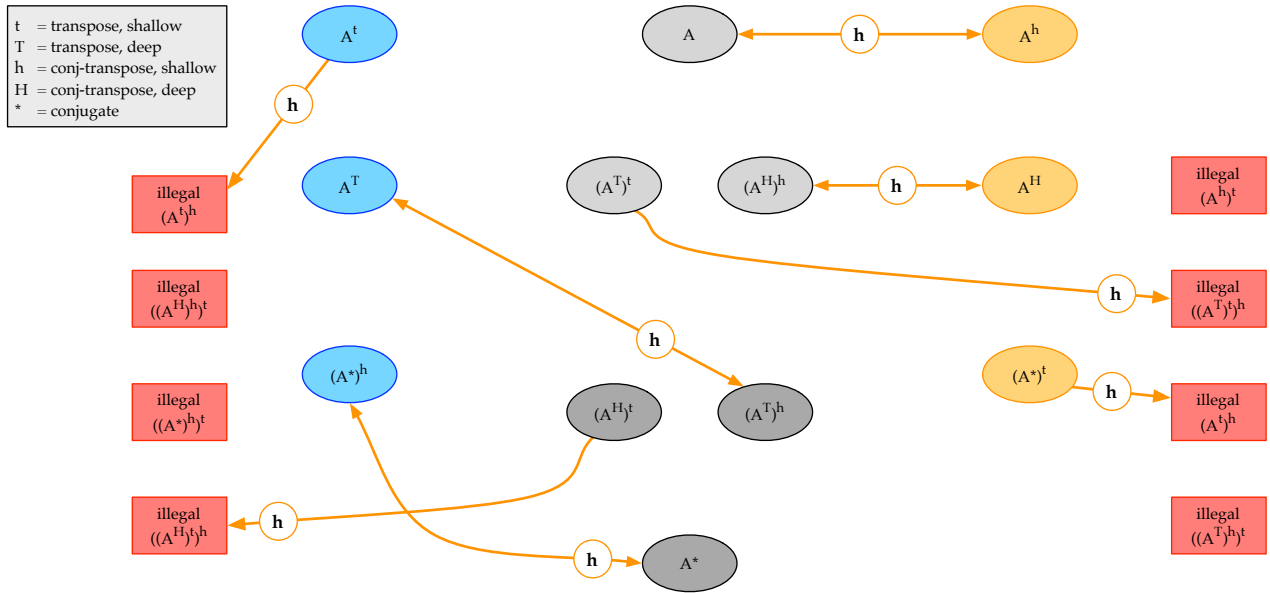 t = transpose, shallow
T = transpose, deep
h = conj-transpose, shallow
H = conj-transpose, deep
* = conjugate
A^t
A
h
A^h
h
illegal
(A^t)^h
A^T
(A^T)^t
(A^H)^h
h
A^H
illegal
(A^h)^t
illegal
((A^H)^h)^t
h
illegal
((A^T)^t)^h
h
(A*)^h
(A*)^t
h
illegal
((A*)^h)^t
(A^H)^t
(A^T)^h
illegal
(A^t)^h
illegal
((A^H)^t)^h
h
illegal
((A^T)^h)^t
h
A*